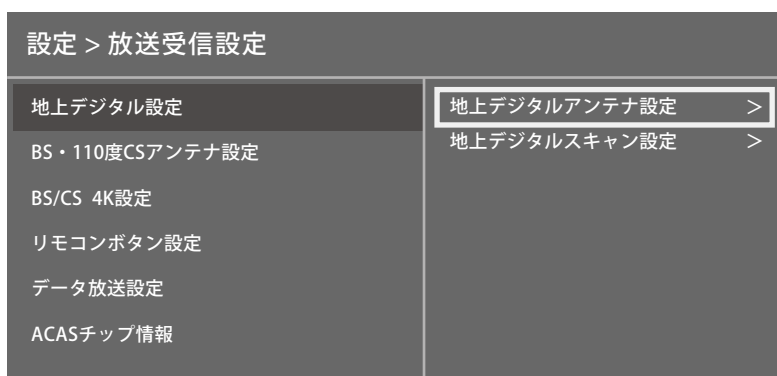 設定 > 放送受信設定
地上デジタル設定
BS・110度CSアンテナ設定
BS/CS 4K設定
リモコンボタン設定
データ放送設定
ACASチップ情報
地上デジタルアンテナ設定 >
地上デジタルスキャン設定 >